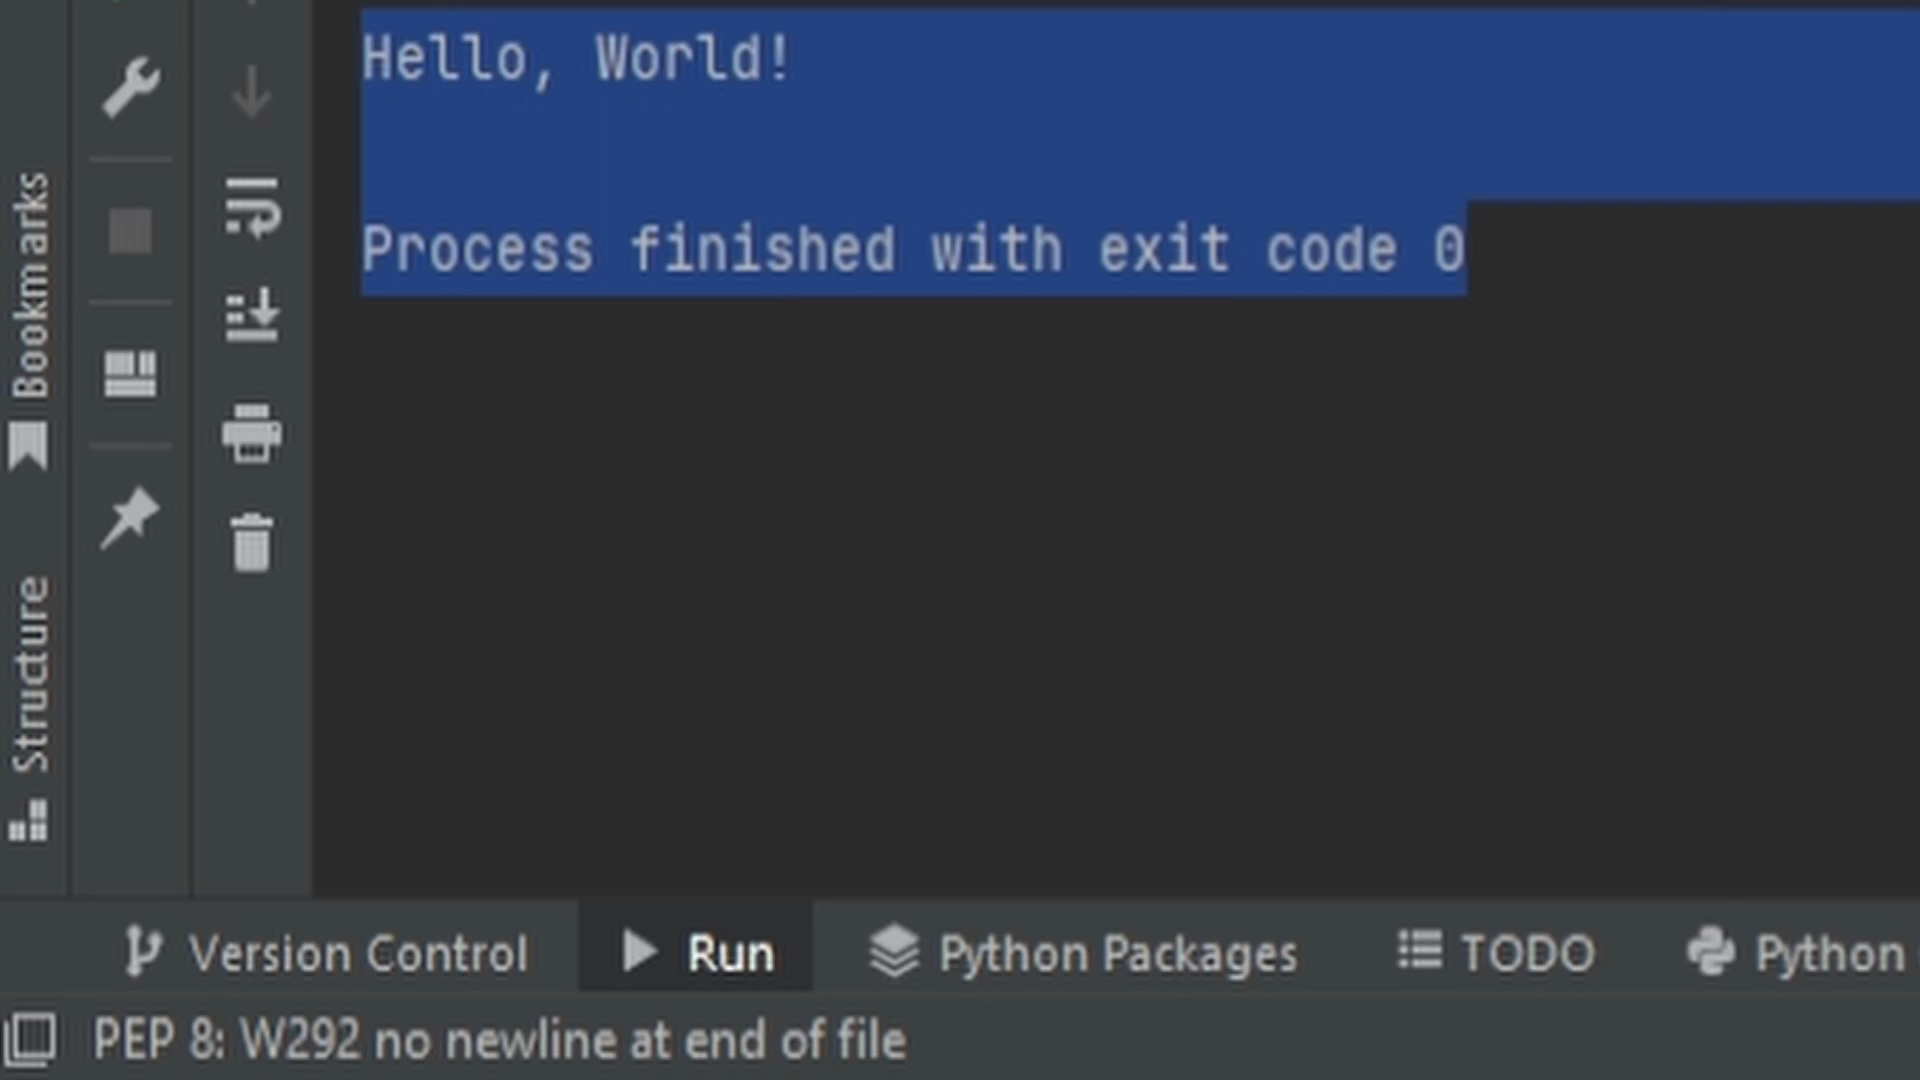 Hello, World!
Process finished with exit code 0
Bookmarks
Structure
Version Control
Run
Python Packages
TODO
Python
PEP 8: W292 no newline at end of file